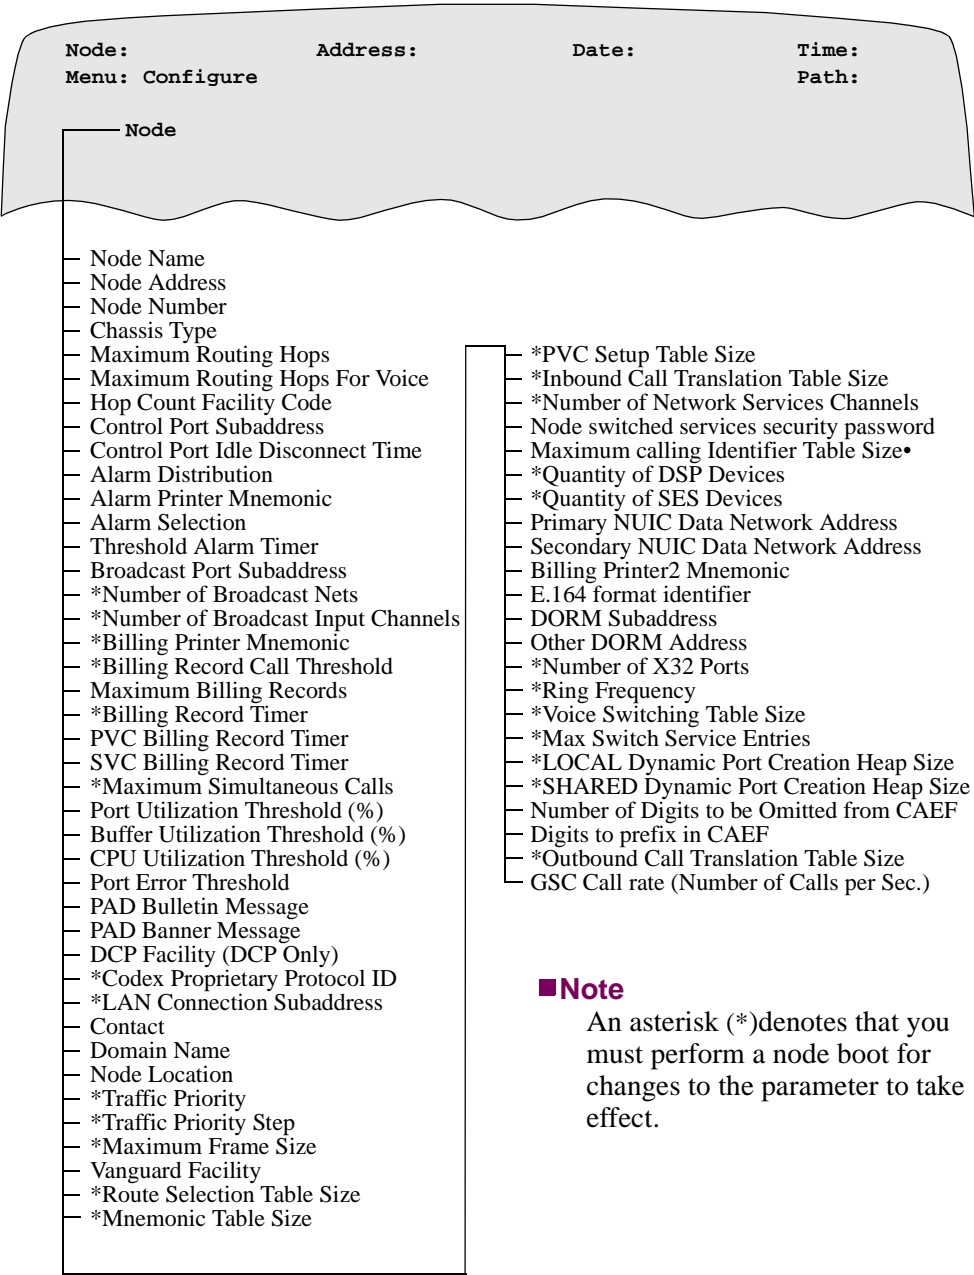 Node: Address: Date: Time:
Menu: Configure Path:
Node
Node Name
Node Address
Node Number
Chassis Type
Maximum Routing Hops
Maximum Routing Hops For Voice
Hop Count Facility Code
Control Port Subaddress
Control Port Idle Disconnect Time
Alarm Distribution
Alarm Printer Mnemonic
Alarm Selection
Threshold Alarm Timer
Broadcast Port Subaddress
*Number of Broadcast Nets
*Number of Broadcast Input Channels
*Billing Printer Mnemonic
*Billing Record Call Threshold
Maximum Billing Records
*Billing Record Timer
PVC Billing Record Timer
SVC Billing Record Timer
*Maximum Simultaneous Calls
Port Utilization Threshold (%)
Buffer Utilization Threshold (%)
CPU Utilization Threshold (%)
Port Error Threshold
PAD Bulletin Message
PAD Banner Message
DCP Facility (DCP Only)
*Codex Proprietary Protocol ID
*LAN Connection Subaddress
Contact
Domain Name
Node Location
*Traffic Priority
*Traffic Priority Step
*Maximum Frame Size
Vanguard Facility
*Route Selection Table Size
*Mnemonic Table Size
*PVC Setup Table Size
*Inbound Call Translation Table Size
*Number of Network Services Channels
Node switched services security password
Maximum calling Identifier Table Size•
*Quantity of DSP Devices
*Quantity of SES Devices
Primary NUIC Data Network Address
Secondary NUIC Data Network Address
Billing Printer2 Mnemonic
E.164 format identifier
DORM Subaddress
Other DORM Address
*Number of X32 Ports
*Ring Frequency
*Voice Switching Table Size
*Max Switch Service Entries
*LOCAL Dynamic Port Creation Heap Size
*SHARED Dynamic Port Creation Heap Size
Number of Digits to be Omitted from CAEF
Digits to prefix in CAEF
*Outbound Call Translation Table Size
GSC Call rate (Number of Calls per Sec.)
■Note
An asterisk (*)denotes that you
must perform a node boot for
changes to the parameter to take
effect.